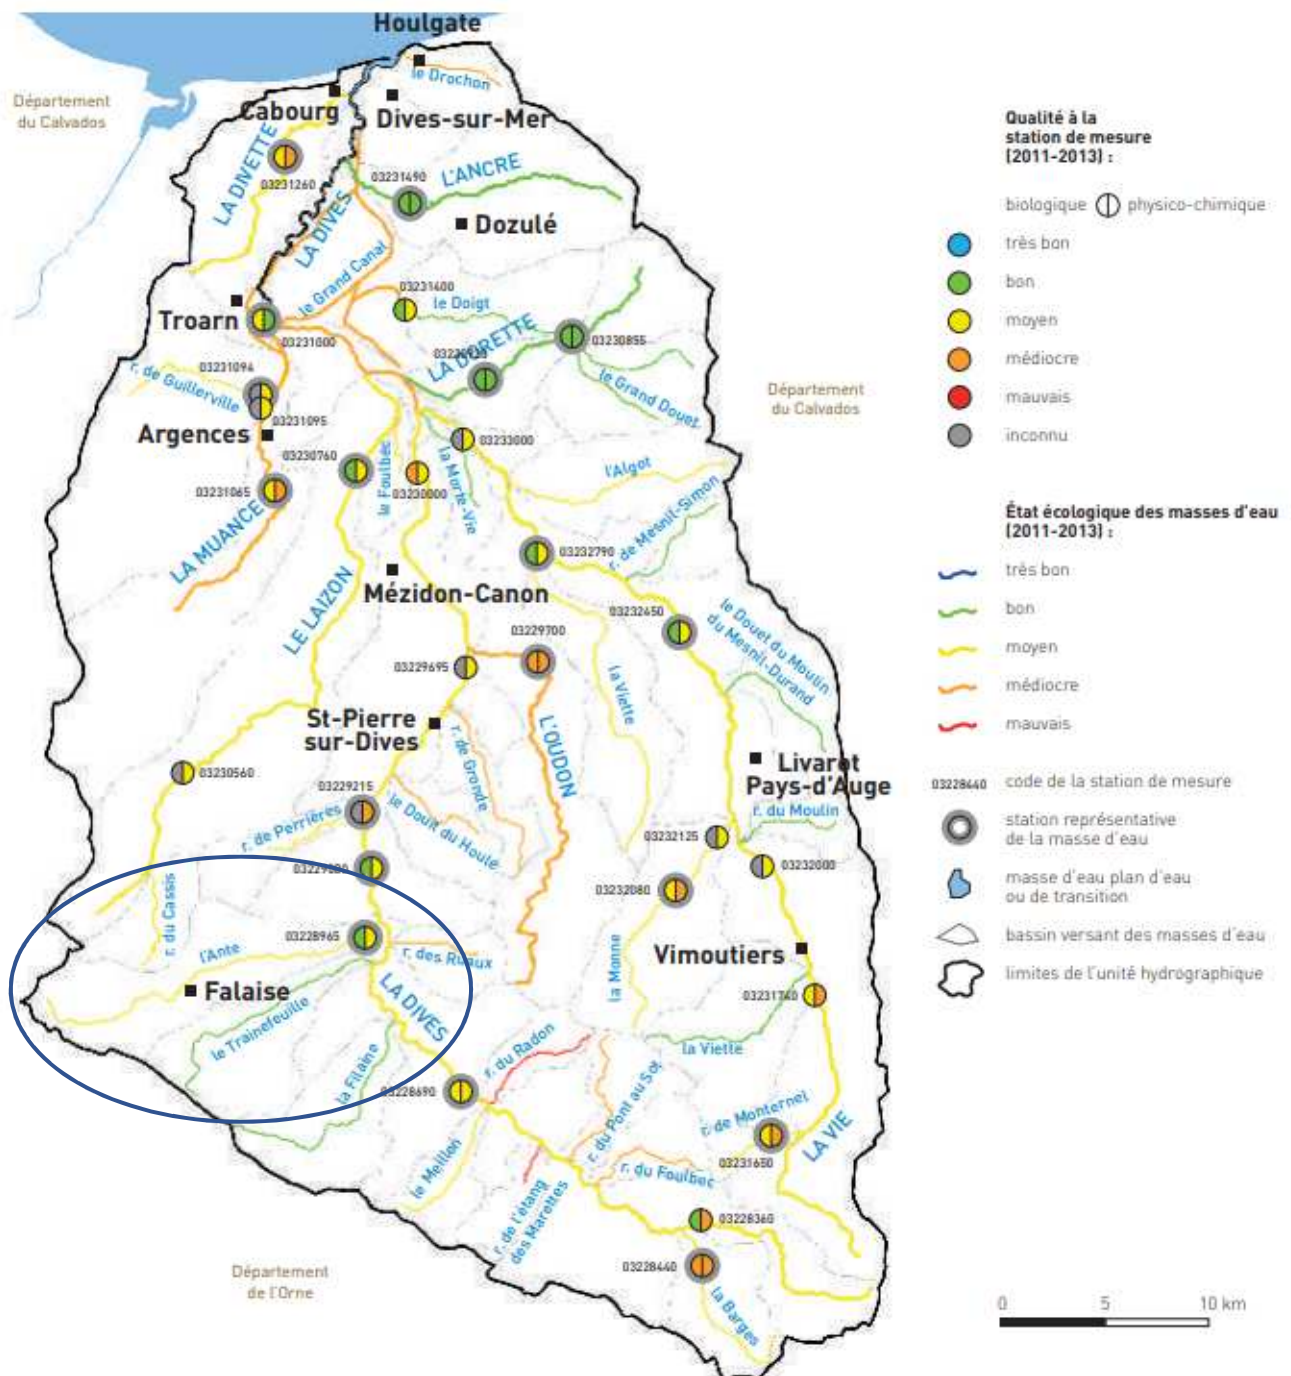 Houlgate
le Drochon
Département
du Calvados
Cabourg
Dives-sur-Mer
LA DIVETTE
03231260
03231490
L'ANCRE
LA DIVES
Dozulé
le Grand Canal
03231400
le Doigt
Troarn
03231000
LA DORETTE
03230855
03231094
r. de Guillerville
le Grand Douet
Département
du Calvados
03231095
Argences
03233000
03230760
le Foulbec
la Morte-Vie
l'Algot
03231065
03230000
r. de Mesnil-Simon
LA MUANCE
03232790
Mézidon-Canon
LE LAIZON
03232450
le Douet du Moulin
du Mesnil-Durand
03229700
03229695
la Viette
St-Pierre
sur-Dives
L'OUDON
r. de Gronde
Livarot
Pays-d'Auge
03230560
03229215
r. de Perrières
le Douit du Houle
r. du Moulin
03232125
03232000
03232080
r. du Cassis
03228965
l'Ante
r. des Ruaux
la Monne
Vimoutiers
Falaise
LA DIVES
03231740
le Trainefeuille
la Filaine
r. du Radon
la Viette
03228690
r. du Pont au Sot
r. de Monternel
LA VIE
le Meillon
03231650
r. du Foulbec
r. de l'étang
des Marettes
03228360
03228440
la Barges
Département
de l'Orne
Qualité à la
station de mesure
(2011-2013) :
biologique physico-chimique
très bon
bon
moyen
médiocre
mauvais
inconnu
État écologique des masses d'eau
(2011-2013) :
très bon
bon
moyen
médiocre
mauvais
03228440 code de la station de mesure
station représentative
de la masse d'eau
masse d'eau plan d'eau
ou de transition
bassin versant des masses d'eau
limites de l'unité hydrographique
0 5 10 km